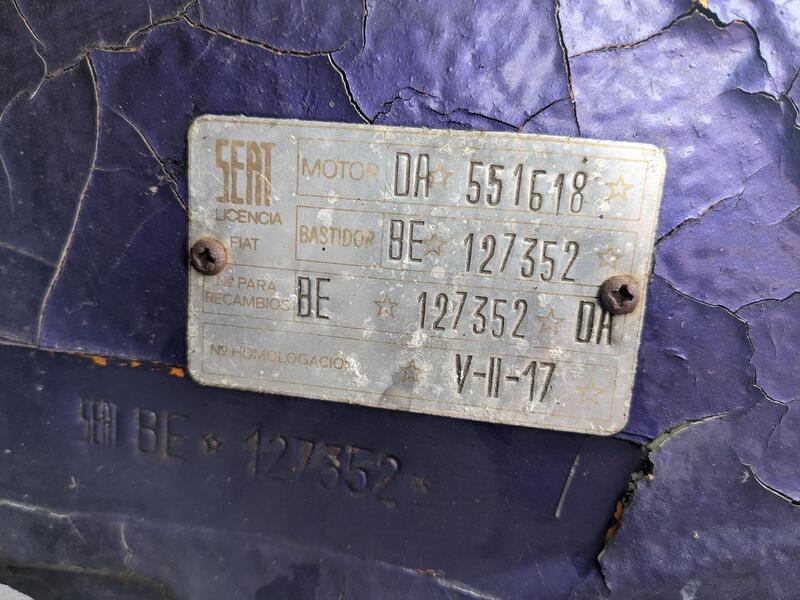 SEAT
LICENCIA
FIAT
MOTOR DA☆551618☆
BASTIDOR BE☆127352☆
Nº PARA
RECAMBIOS BE ☆ 127352☆ DA
Nº HOMOLOGACION ☆ V-II-17 ☆
SEAT BE☆127352☆